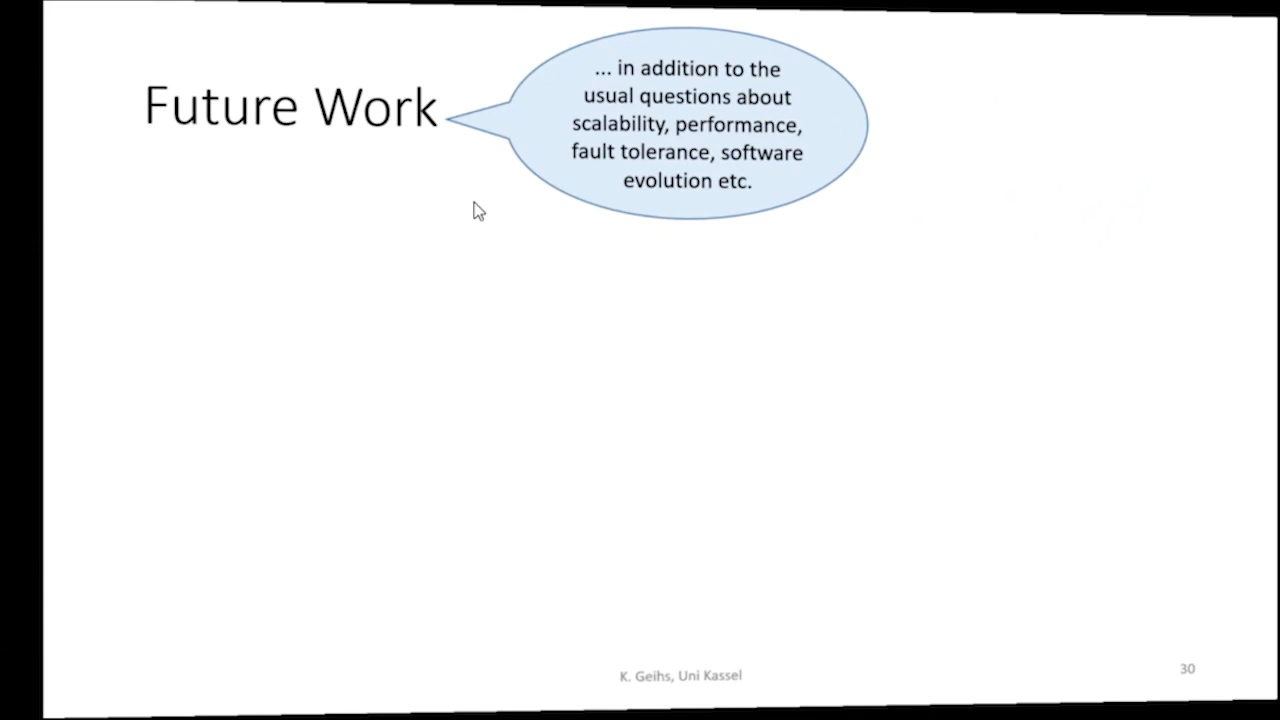 Future Work
... in addition to the
usual questions about
scalability, performance,
fault tolerance, software
evolution etc.
K. Geihs, Uni Kassel
30